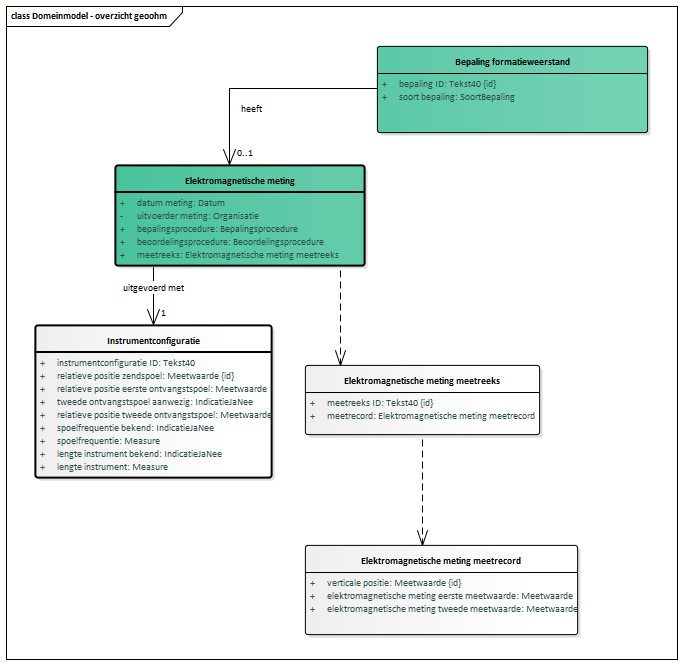 class Domeinmodel - overzicht geoohm
Bepaling formatieweerstand
+ bepaling ID: Tekst40 {id}
+ soort bepaling: SoortBepaling
heeft
0..1
Elektromagnetische meting
+ datum meting: Datum
- uitvoerder meting: Organisatie
+ bepalingsprocedure: Bepalingsprocedure
+ beoordelingsprocedure: Beoordelingsprocedure
+ meetreeks: Elektromagnetische meting meetreeks
uitgevoerd met
1
Instrumentconfiguratie
+ instrumentconfiguratie ID: Tekst40
+ relatieve positie zendspoel: Meetwaarde {id}
+ relatieve positie eerste ontvangstspoel: Meetwaarde
+ tweede ontvangstspoel aanwezig: IndicatieJaNee
+ relatieve positie tweede ontvangstspoel: Meetwaarde
+ spoelfrequentie bekend: IndicatieJaNee
+ spoelfrequentie: Measure
+ lengte instrument bekend: IndicatieJaNee
+ lengte instrument: Measure
Elektromagnetische meting meetreeks
+ meetreeks ID: Tekst40 {id}
+ meetrecord: Elektromagnetische meting meetrecord
Elektromagnetische meting meetrecord
+ verticale positie: Meetwaarde {id}
+ elektromagnetische meting eerste meetwaarde: Meetwaarde
+ elektromagnetische meting tweede meetwaarde: Meetwaarde